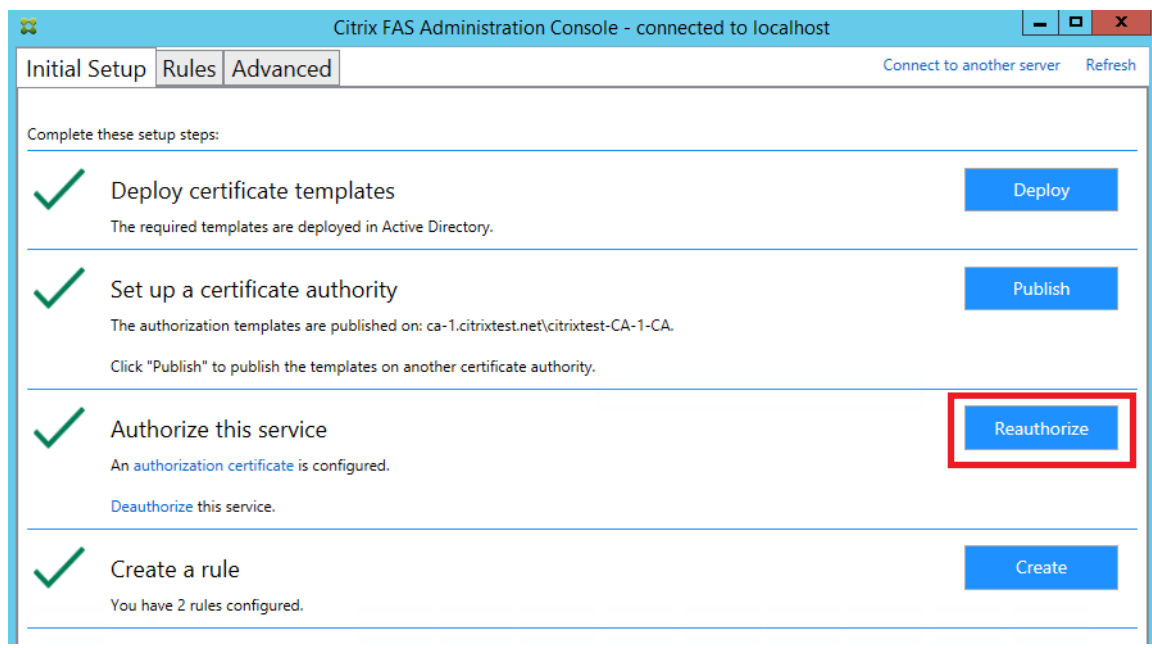 Citrix FAS Administration Console - connected to localhost
Initial Setup Rules Advanced Connect to another server Refresh
Complete these setup steps:
Deploy certificate templates Deploy
The required templates are deployed in Active Directory.
Set up a certificate authority Publish
The authorization templates are published on: ca-1.citrixtest.net\citrixtest-CA-1-CA.
Click "Publish" to publish the templates on another certificate authority.
Authorize this service Reauthorize
An authorization certificate is configured.
Deauthorize this service.
Create a rule Create
You have 2 rules configured.